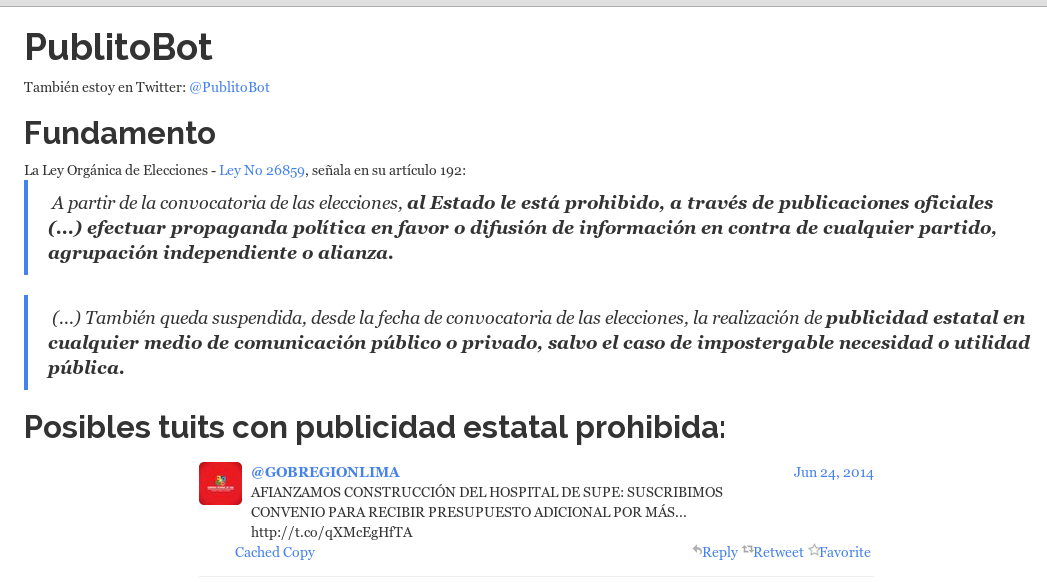 PublitoBot
También estoy en Twitter: @PublitoBot
Fundamento
La Ley Orgánica de Elecciones - Ley No 26859, señala en su artículo 192:
A partir de la convocatoria de las elecciones, al Estado le está prohibido, a través de publicaciones oficiales
(...) efectuar propaganda política en favor o difusión de información en contra de cualquier partido,
agrupación independiente o alianza.
(...) También queda suspendida, desde la fecha de convocatoria de las elecciones, la realización de publicidad estatal en
cualquier medio de comunicación público o privado, salvo el caso de impostergable necesidad o utilidad
pública.
Posibles tuits con publicidad estatal prohibida:
@GOBREGIONLIMA Jun 24, 2014
AFIANZAMOS CONSTRUCCIÓN DEL HOSPITAL DE SUPE: SUSCRIBIMOS
CONVENIO PARA RECIBIR PRESUPUESTO ADICIONAL POR MÁS...
http://t.co/qXMcEgHfTA
Cached Copy Reply Retweet Favorite